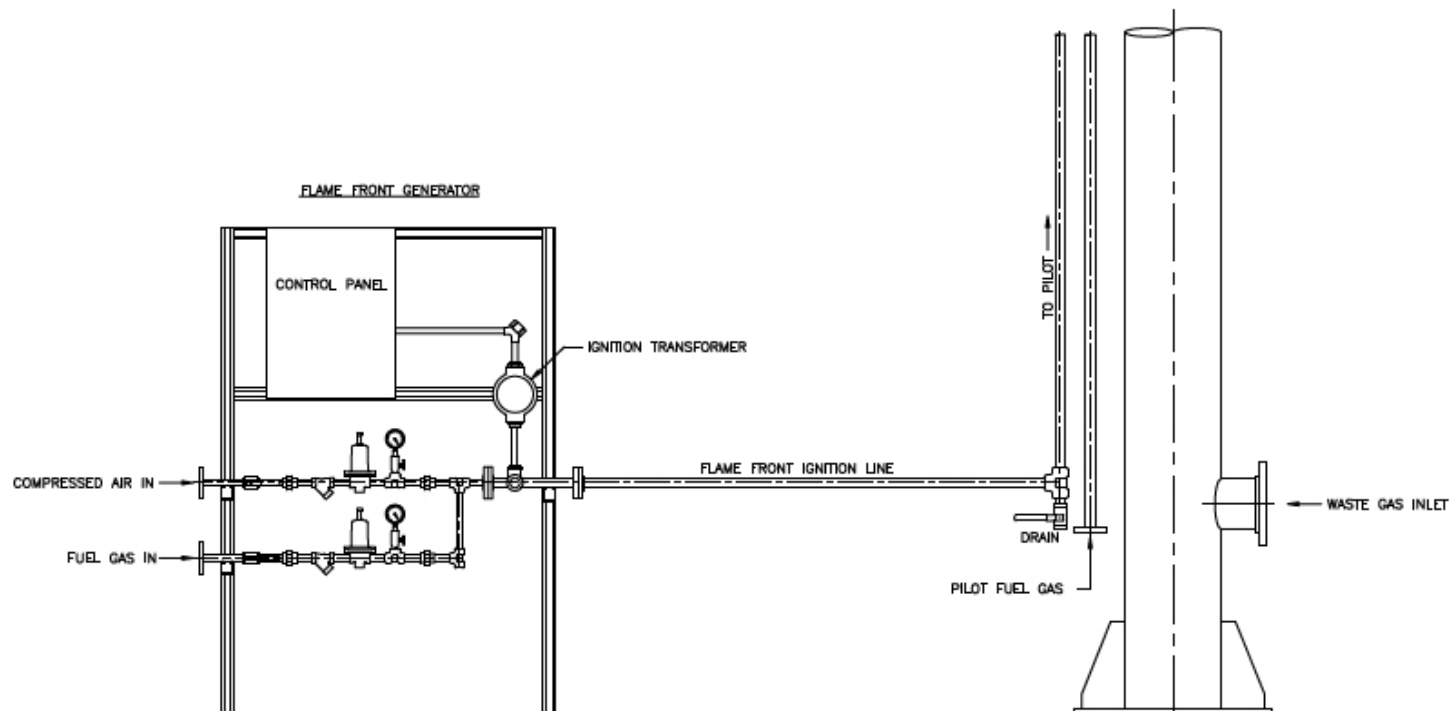 FLAME FRONT GENERATOR
CONTROL PANEL
TO PILOT
IGNITION TRANSFORMER
COMPRESSED AIR IN
FLAME FRONT IGNITION LINE
WASTE GAS INLET
DRAIN
FUEL GAS IN
PILOT FUEL GAS